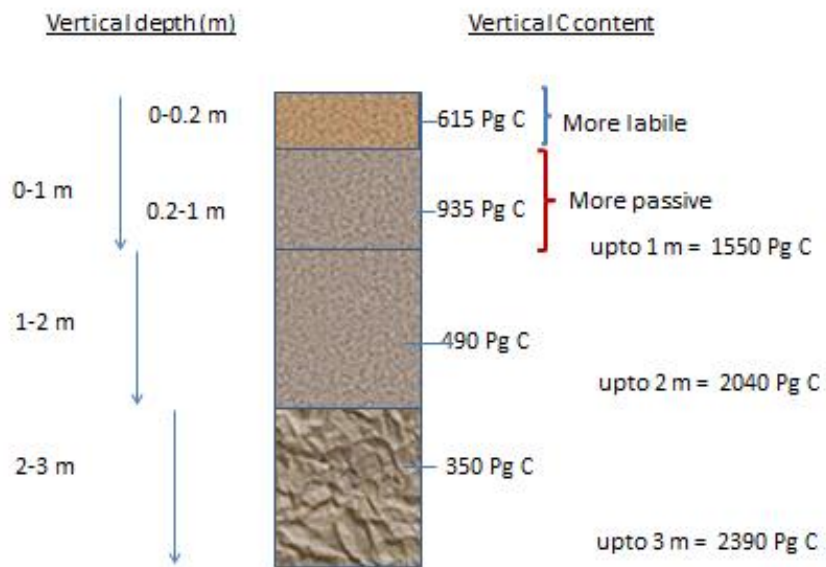 Vertical depth (m)
Vertical C content
0-0.2 m
615 Pg C
More labile
0-1 m
0.2-1 m
935 Pg C
More passive
upto 1 m = 1550 Pg C
1-2 m
490 Pg C
upto 2 m = 2040 Pg C
2-3 m
350 Pg C
upto 3 m = 2390 Pg C